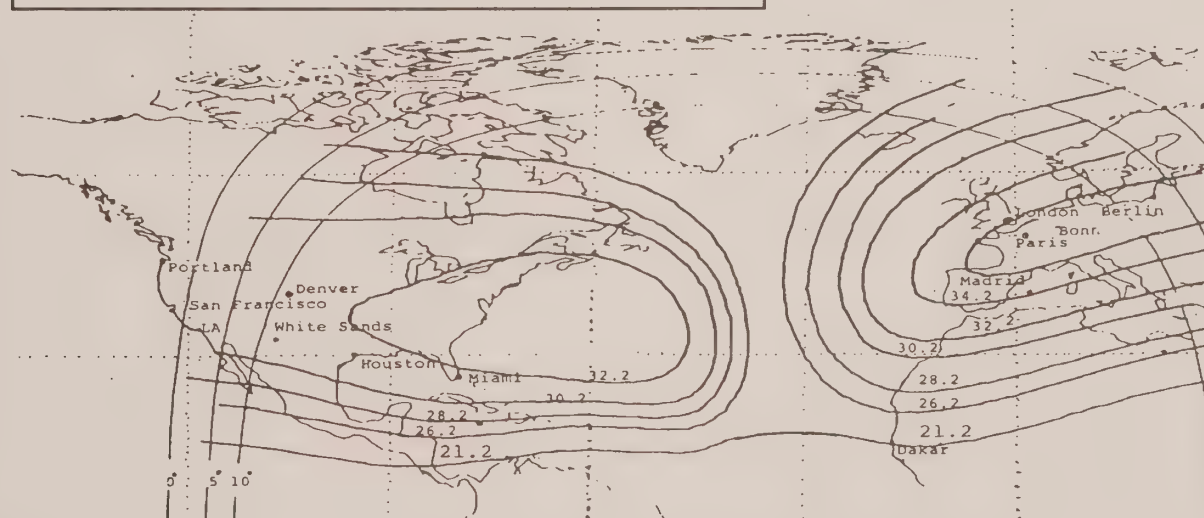 London Berlin
Bonn.
Paris
Portland
Madrid
34.2
Denver
San Francisco
LA White Sands
32.2
30.2
Houston
Miami
32.2
28.2
30.2
28.2
26.2
26.2
21.2
21.2
Dakar
0° 5° 10°